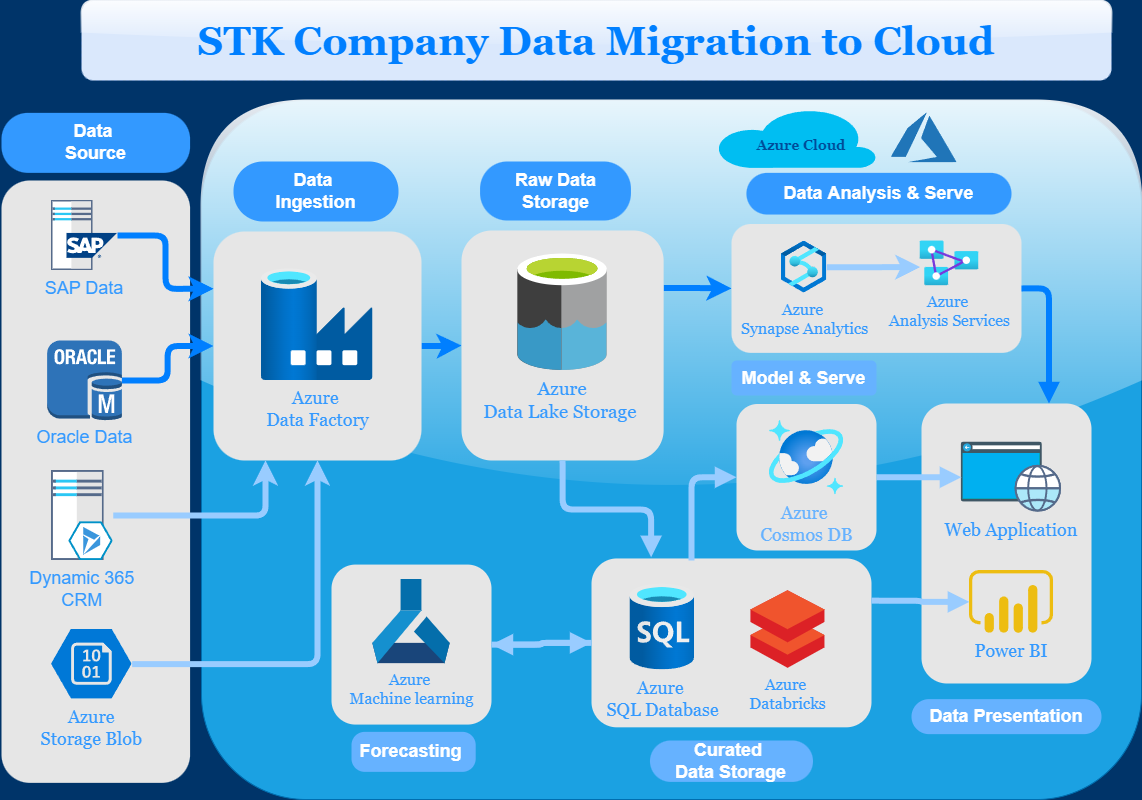 STK Company Data Migration to Cloud
Data
Source
SAP
SAP Data
ORACLE
M
Oracle Data
Dynamic 365
CRM
10
01
Azure
Storage Blob
Data
Ingestion
Azure
Data Factory
Raw Data
Storage
Azure
Data Lake Storage
Azure Cloud
Data Analysis & Serve
Azure
Synapse Analytics
Azure
Analysis Services
Model & Serve
Azure
Cosmos DB
Web Application
Power BI
Data Presentation
Azure
Machine learning
Forecasting
SQL
Azure
SQL Database
Azure
Databricks
Curated
Data Storage